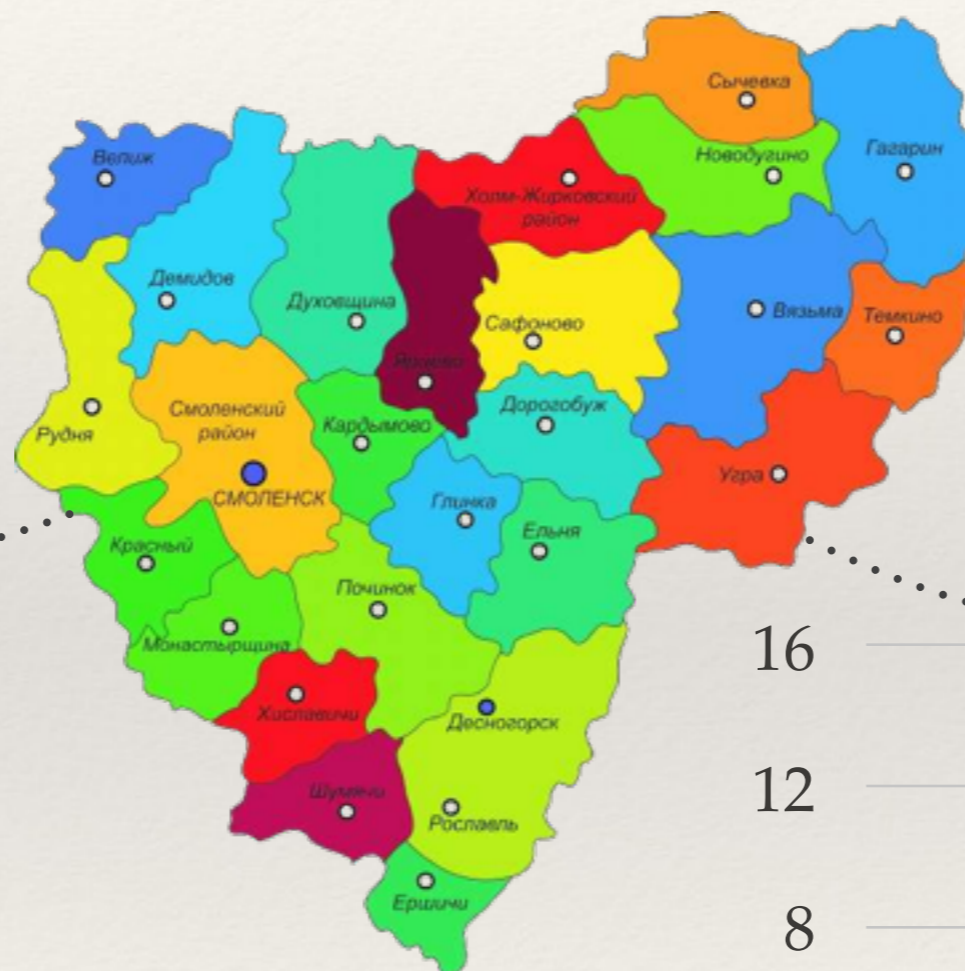 Сычевка
Велиж
Новодугино
Гагарин
Холм-Жирковский
район
Демидов
Духовщина
Сафоново
Вязьма
Темкино
Ярцево
Смоленский
район
Рудня
Кардымово
Дорогобуж
СМОЛЕНСК
Угра
Глинка
Ельня
Красный
Починок
Монастырщина
Хиславичи
Десногорск
Шумячи
Рославль
Ершичи
16
12
8